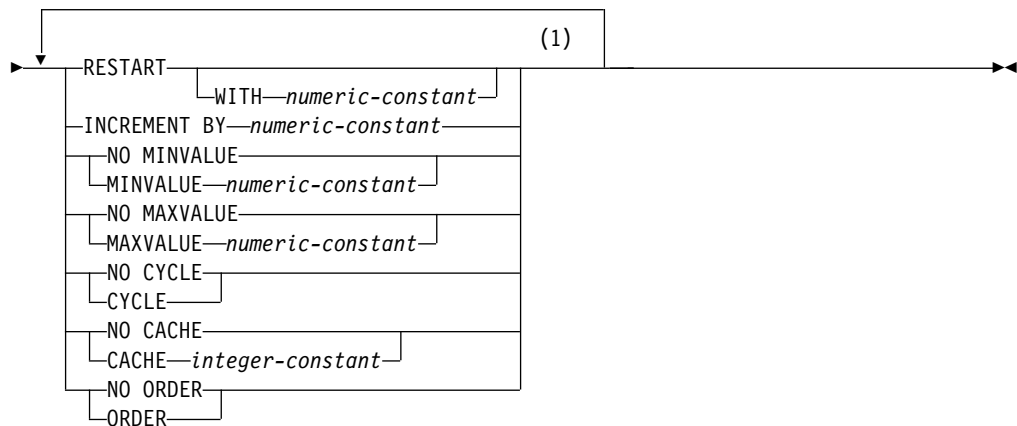 (1)
RESTART
WITH numeric-constant
INCREMENT BY numeric-constant
NO MINVALUE
MINVALUE numeric-constant
NO MAXVALUE
MAXVALUE numeric-constant
NO CYCLE
CYCLE
NO CACHE
CACHE integer-constant
NO ORDER
ORDER